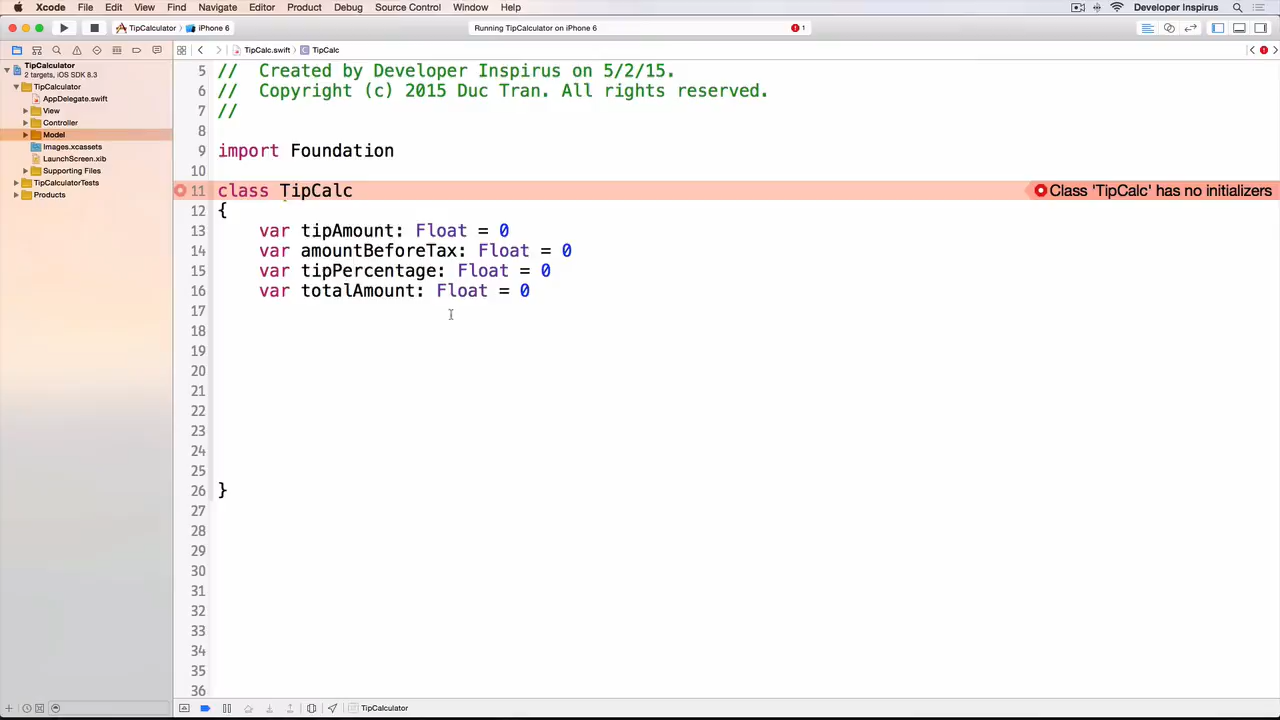 Xcode File Edit View Find Navigate Editor Product Debug Source Control Window Help Developer Inspirus
TipCalculator iPhone 6 Running TipCalculator on iPhone 6 1
TipCalc.swift TipCalc
TipCalculator
2 targets, iOS SDK 8.3
TipCalculator
AppDelegate.swift
View
Controller
Model
Images.xcassets
LaunchScreen.xib
Supporting Files
TipCalculatorTests
Products
5 // Created by Developer Inspirus on 5/2/15.
6 // Copyright (c) 2015 Duc Tran. All rights reserved.
7 //
8
9 import Foundation
10
11 class TipCalc Class 'TipCalc' has no initializers
12 {
13 var tipAmount: Float = 0
14 var amountBeforeTax: Float = 0
15 var tipPercentage: Float = 0
16 var totalAmount: Float = 0
17
18
19
20
21
22
23
24
25
26 }
27
28
29
30
31
32
33
34
35
36
TipCalculator